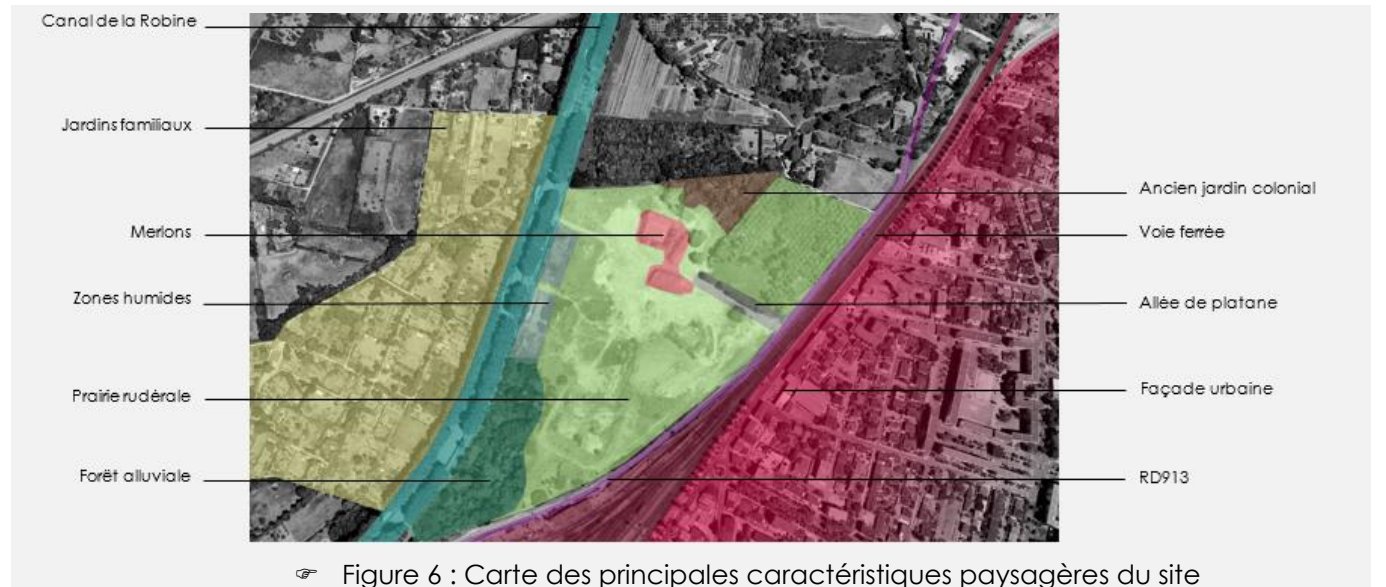 Canal de la Robine
Jardins familiaux
Merlons
Zones humides
Prairie rudérale
Forêt alluviale
Ancien jardin colonial
Voie ferrée
Allée de platane
Façade urbaine
RD913
☞ Figure 6 : Carte des principales caractéristiques paysagères du site